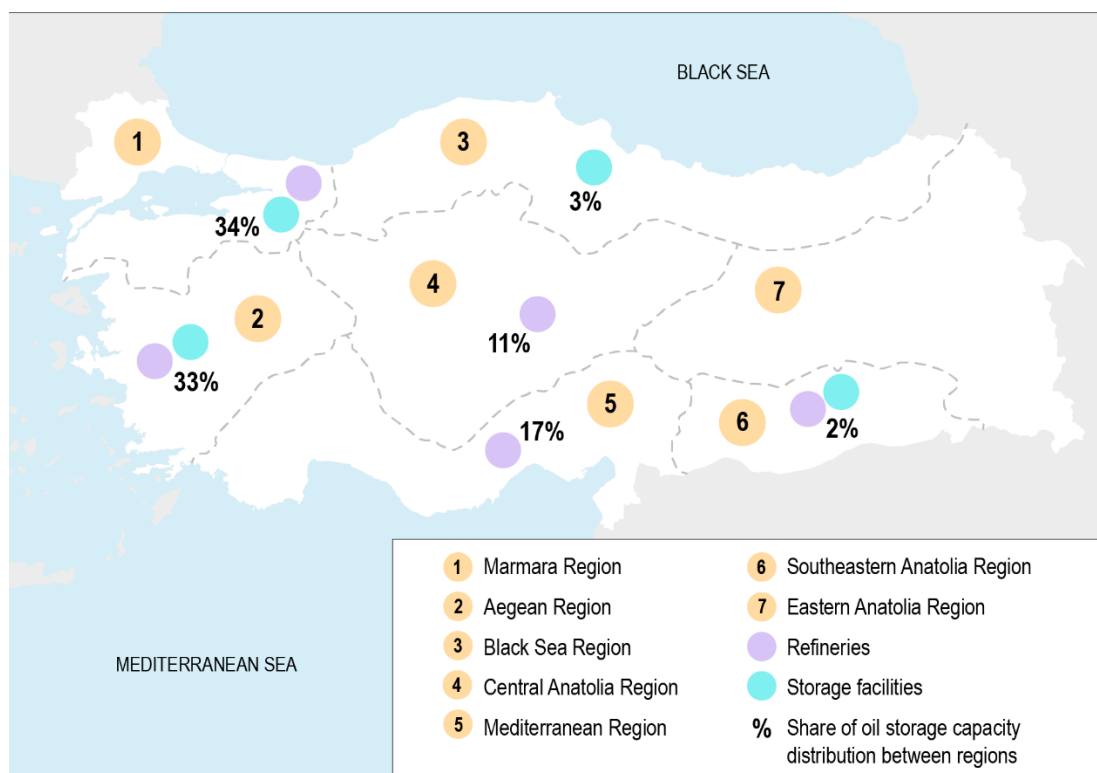 BLACK SEA
1
3
3%
34%
4
7
2
11%
33%
5
17%
6
2%
MEDITERRANEAN SEA
1 Marmara Region
2 Aegean Region
3 Black Sea Region
4 Central Anatolia Region
5 Mediterranean Region
6 Southeastern Anatolia Region
7 Eastern Anatolia Region
Refineries
Storage facilities
% Share of oil storage capacity
distribution between regions